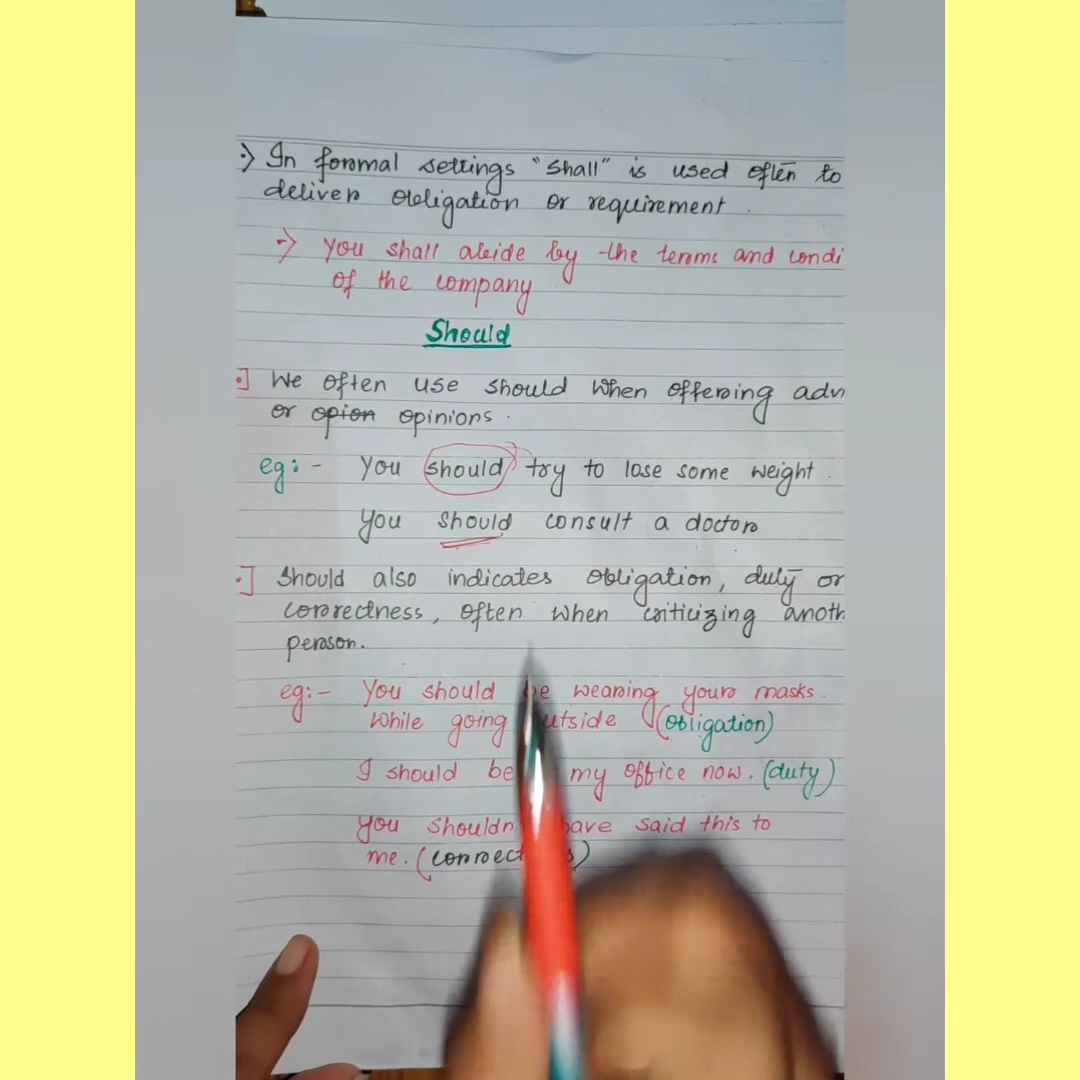 In formal settings "shall" is used often to
deliver obligation or requirement.
You shall abide by the terms and condi
of the company
Should
We often use should when offering adv
or opion opinions.
eg:- You should try to lose some weight.
You should consult a doctor
Should also indicates obligation, duty or
correctness, often when criticizing anoth
person.
eg:- You should be wearing your masks.
while going outside (obligation)
I should be my office now. (duty)
You shouldn have said this to
me. (correct